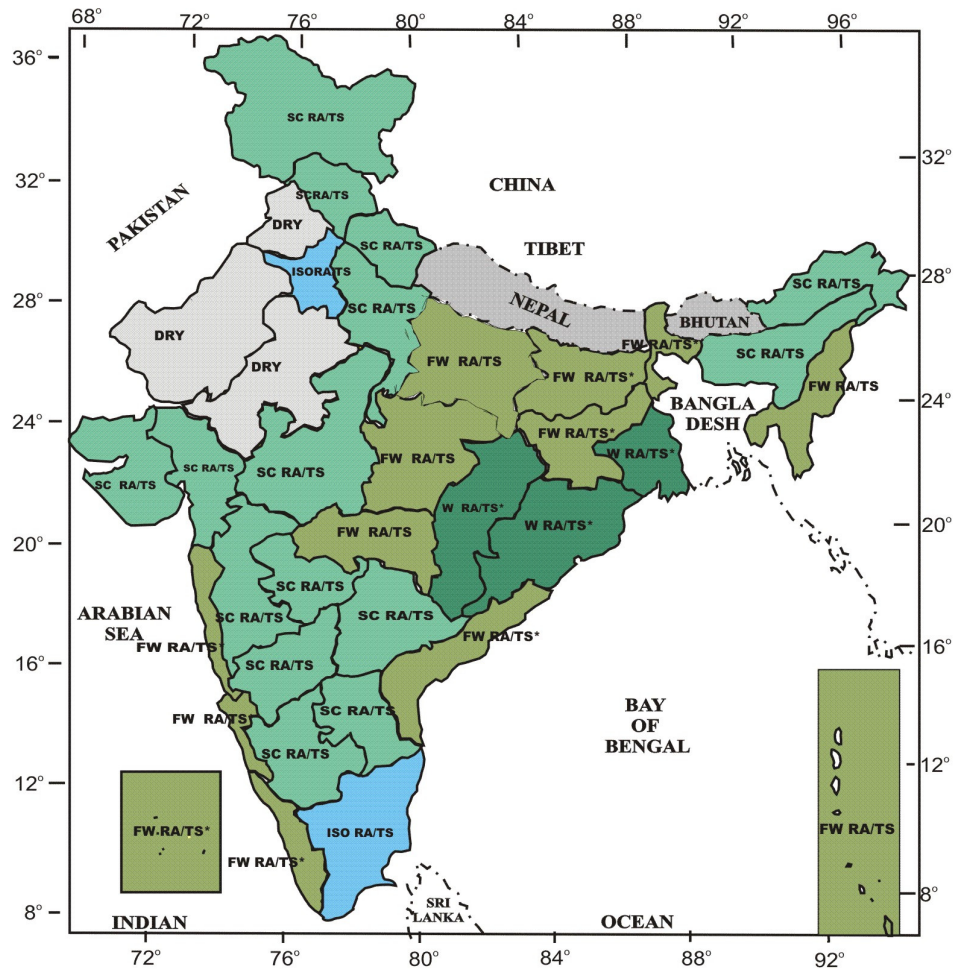 68° 72° 76° 80° 84° 88° 92° 96°
36°
SC RA/TS
32°
32°
CHINA
SCRA/TS
PAKISTAN
DRY
SC RA/TS
TIBET
ISORA/TS
28°
28°
SC RA/TS
SC RA/TS
NEPAL
BHUTAN
DRY
FW RA/TS*
SC RA/TS
FW RA/TS
DRY
FW RA/TS*
FW RA/TS
24°
24°
BANGLA
DESH
FW RA/TS*
W RA/TS*
FW RA/TS
SC RA/TS
SC RA/TS
SC RA/TS
W RA/TS*
W RA/TS*
20°
20°
FW RA/TS
SC RA/TS
SC RA/TS
SC RA/TS
ARABIAN
SEA
FW RA/TS*
FW RA/TS*
16°
16°
SC RA/TS
SC RA/TS
FW RA/TS
BAY
OF
BENGAL
SC RA/TS
12°
12°
FW RA/TS*
ISO RA/TS
FW RA/TS
FW RA/TS*
8°
8°
SRI
LANKA
INDIAN
OCEAN
72° 76° 80° 84° 88° 92°